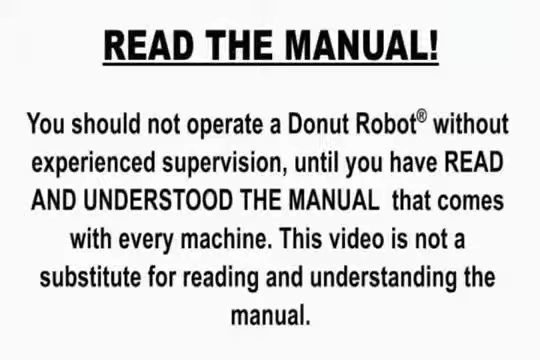 READ THE MANUAL!
You should not operate a Donut Robot® without
experienced supervision, until you have READ
AND UNDERSTOOD THE MANUAL  that comes
with every machine. This video is not a
substitute for reading and understanding the
manual.